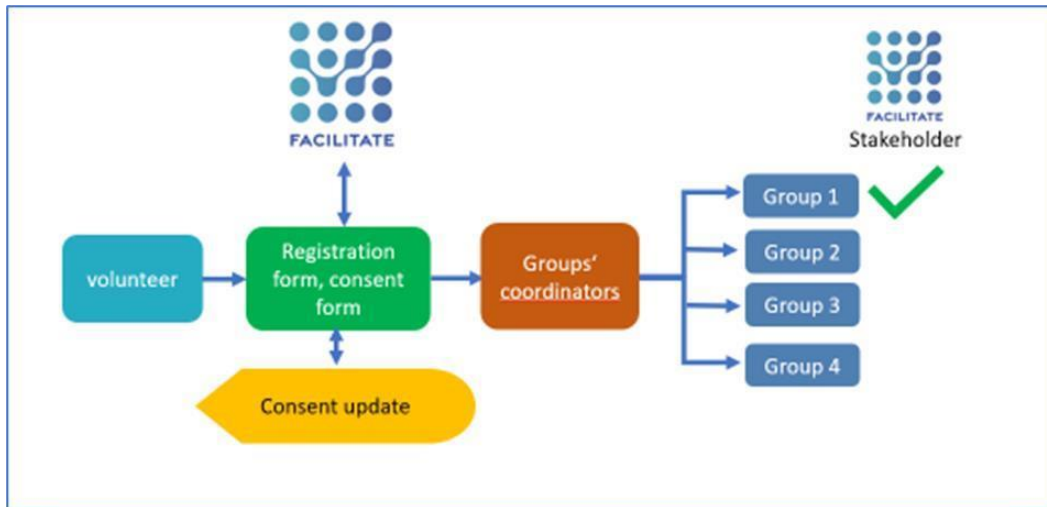 FACILITATE
FACILITATE
Stakeholder
volunteer
Registration
form, consent
form
Groups‘
coordinators
Group 1
Group 2
Group 3
Group 4
Consent update